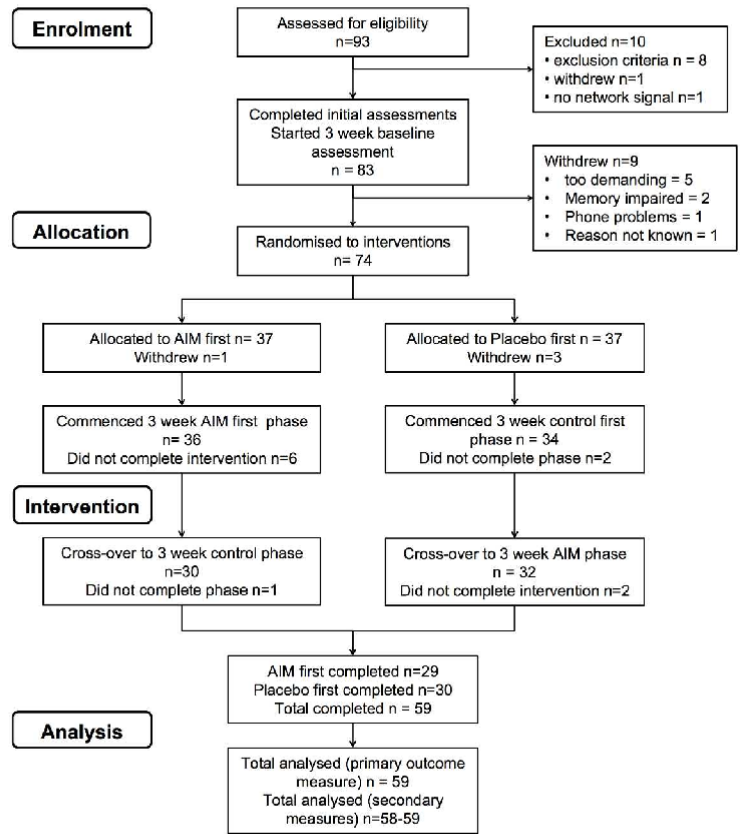 Enrolment
Assessed for eligibility
n=93
Excluded n=10
• exclusion criteria n = 8
• withdrew n=1
• no network signal n=1
Completed initial assessments
Started 3 week baseline
assessment
n = 83
Withdrew n=9
• too demanding = 5
• Memory impaired = 2
• Phone problems = 1
• Reason not known = 1
Allocation
Randomised to interventions
n= 74
Allocated to AIM first n= 37
Withdrew n=1
Allocated to Placebo first n = 37
Withdrew n=3
Commenced 3 week AIM first phase
n= 36
Did not complete intervention n=6
Commenced 3 week control first
phase n = 34
Did not complete phase n=2
Intervention
Cross-over to 3 week control phase
n=30
Did not complete phase n=1
Cross-over to 3 week AIM phase
n = 32
Did not complete intervention n=2
AIM first completed n=29
Placebo first completed n=30
Total completed = 59
Analysis
Total analysed (primary outcome
measure) n = 59
Total analysed (secondary
measures) n=58-59